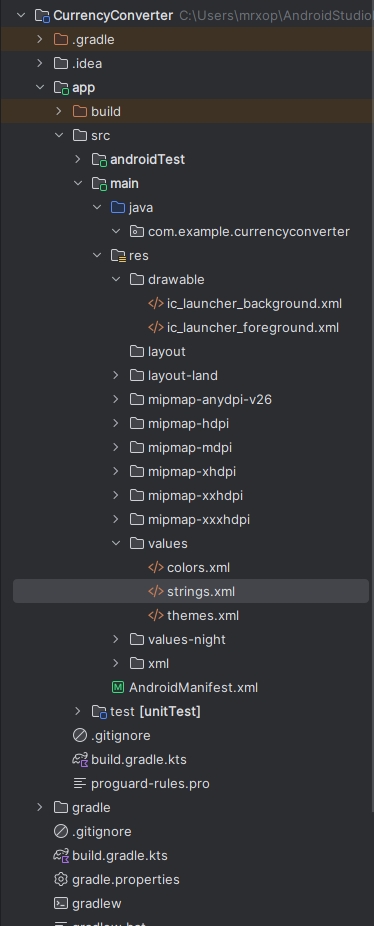 CurrencyConverter C:\Users\mrxop\AndroidStudio
.gradle
.idea
app
build
src
androidTest
main
java
com.example.currencyconverter
res
drawable
ic_launcher_background.xml
ic_launcher_foreground.xml
layout
layout-land
mipmap-anydpi-v26
mipmap-hdpi
mipmap-mdpi
mipmap-xhdpi
mipmap-xxhdpi
mipmap-xxxhdpi
values
colors.xml
strings.xml
themes.xml
values-night
xml
AndroidManifest.xml
test [unitTest]
.gitignore
build.gradle.kts
proguard-rules.pro
gradle
.gitignore
build.gradle.kts
gradle.properties
gradlew
gradlew.bat